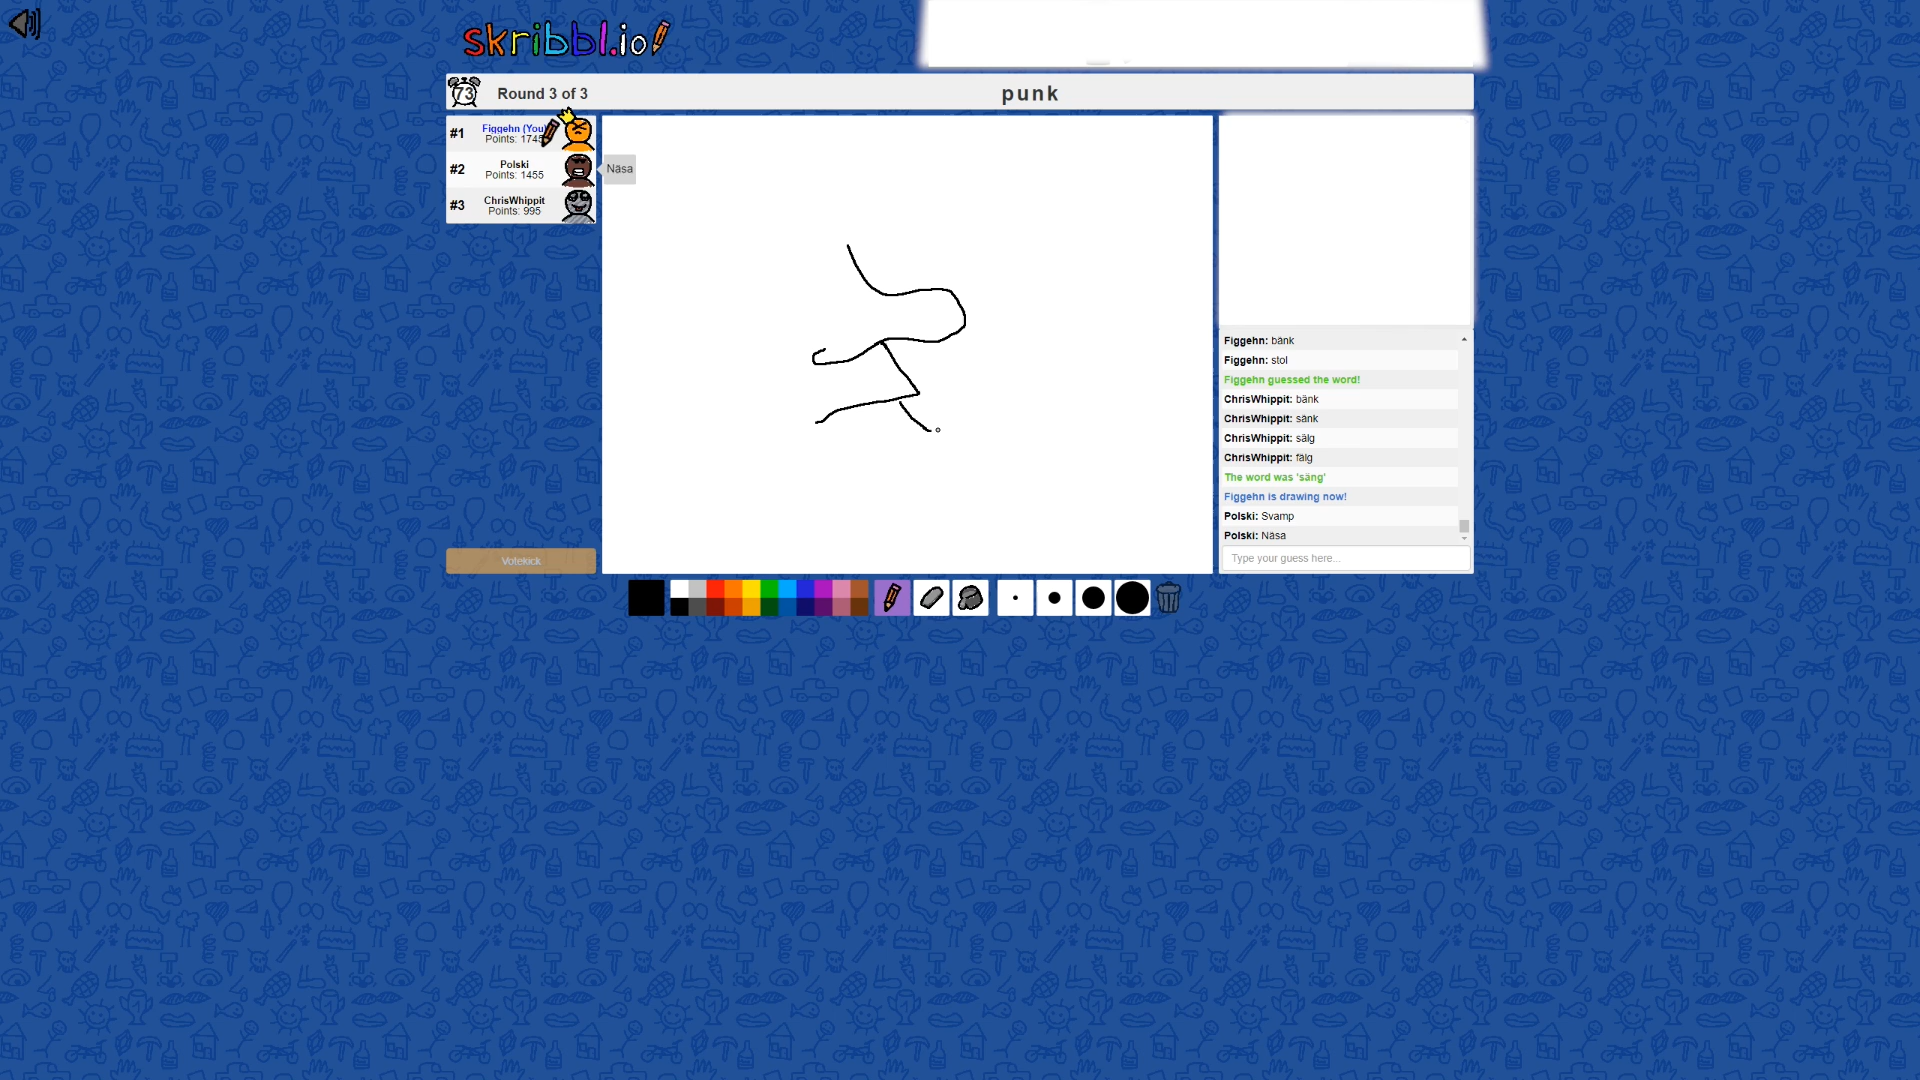 skribbl.io
73
Round 3 of 3
punk
#1
Figgehn (You)
Points: 1745
#2
Polski
Points: 1455
Näsa
#3
ChrisWhippit
Points: 995
Votekick
Figgehn: bänk
Figgehn: stol
Figgehn guessed the word!
ChrisWhippit: bänk
ChrisWhippit: sänk
ChrisWhippit: sälg
ChrisWhippit: fälg
The word was 'säng'
Figgehn is drawing now!
Polski: Svamp
Polski: Näsa
Type your guess here...